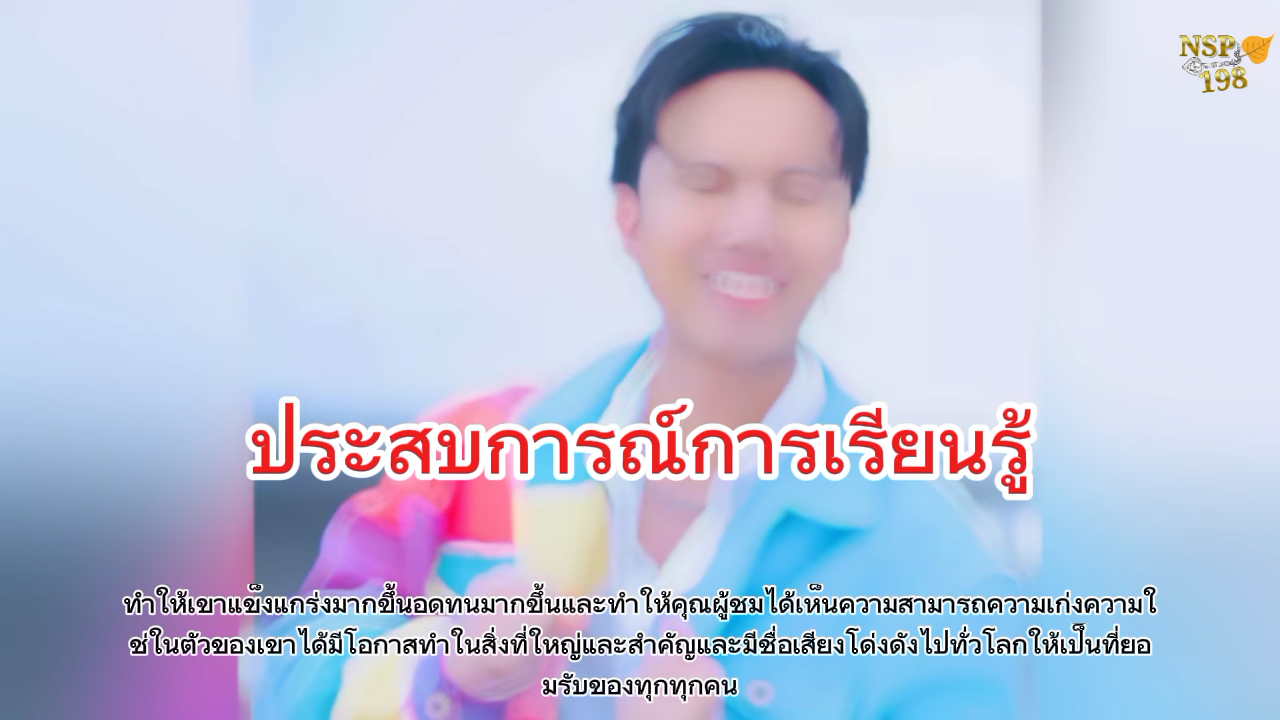 NSP
198
ประสบการณ์การเรียนรู้
ทำให้เขาแข็งแกร่งมากขึ้นอดทนมากขึ้นและทำให้คุณผู้ชมได้เห็นความสามารถความเก่งความใ
ช่ในตัวของเขาได้มีโอกาสทำในสิ่งที่ใหญ่และสำคัญและมีชื่อเสียงโด่งดังไปทั่วโลกให้เป็นที่ยอ
มรับของทุกทุกคน